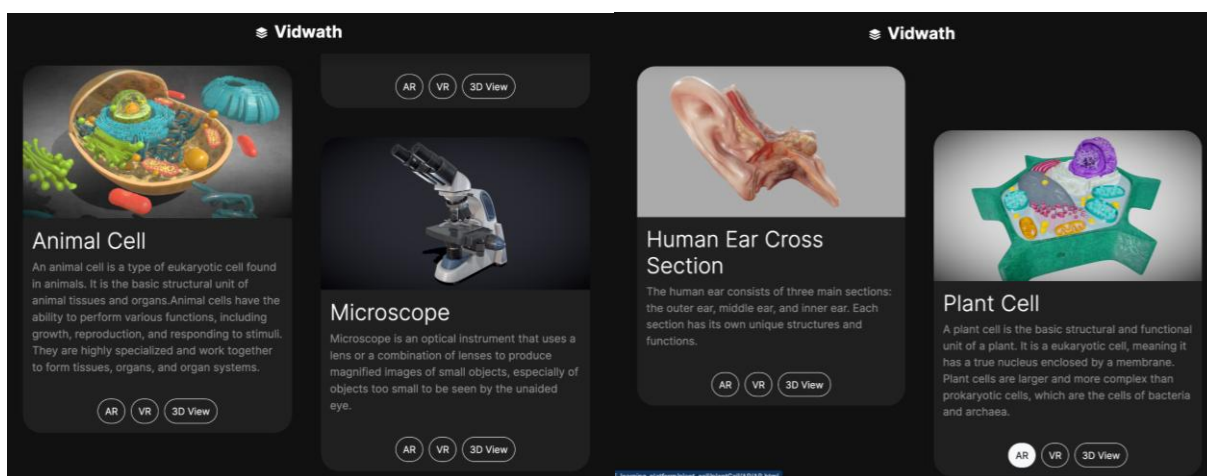 Vidwath
Animal Cell
An animal cell is a type of eukaryotic cell found
in animals. It is the basic structural unit of
animal tissues and organs.Animal cells have the
ability to perform various functions, including
growth, reproduction, and responding to stimuli.
They are highly specialized and work together
to form tissues, organs, and organ systems.
AR VR 3D View
AR VR 3D View
Microscope
Microscope is an optical instrument that uses a
lens or a combination of lenses to produce
magnified images of small objects, especially of
objects too small to be seen by the unaided
eye.
AR VR 3D View
Vidwath
Human Ear Cross
Section
The human ear consists of three main sections:
the outer ear, middle ear, and inner ear. Each
section has its own unique structures and
functions.
AR VR 3D View
Plant Cell
A plant cell is the basic structural and functional
unit of a plant. It is a eukaryotic cell, meaning it
has a true nucleus enclosed by a membrane.
Plant cells are larger and more complex than
prokaryotic cells, which are the cells of bacteria
and archaea.
AR VR 3D View